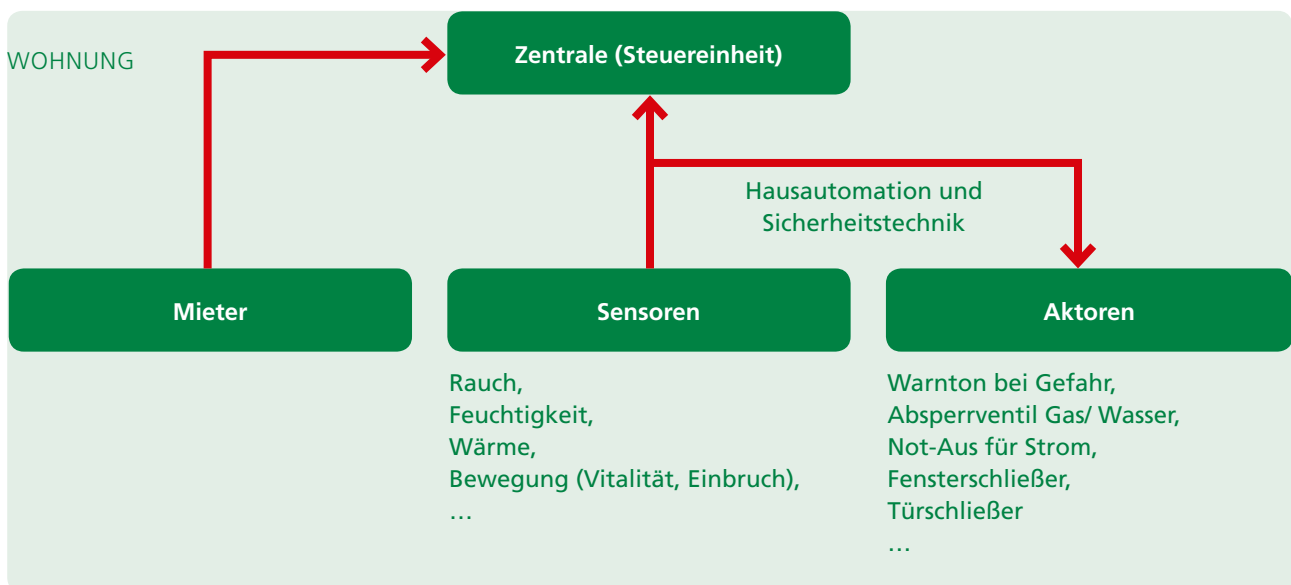 WOHNUNG
Zentrale (Steuereinheit)
Hausautomation und
Sicherheitstechnik
Mieter
Sensoren
Aktoren
Rauch,
Feuchtigkeit,
Wärme,
Bewegung (Vitalität, Einbruch),
…
Warnton bei Gefahr,
Absperrventil Gas/ Wasser,
Not-Aus für Strom,
Fensterschließer,
Türschließer
…